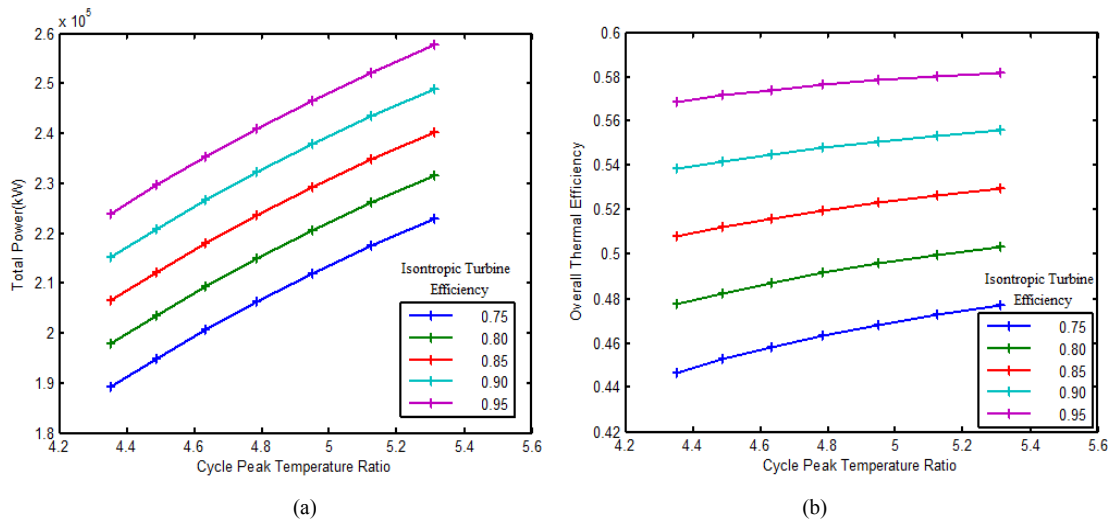 x 10⁵
2.6
2.5
2.4
2.3
2.2
2.1
2
1.9
1.8
Total Power(kW)
4.2 4.4 4.6 4.8 5 5.2 5.4 5.6
Cycle Peak Temperature Ratio
Isontropic Turbine
Efficiency
0.75
0.80
0.85
0.90
0.95
(a)
0.6
0.58
0.56
0.54
0.52
0.5
0.48
0.46
0.44
0.42
Overall Thermal Efficiency
4.2 4.4 4.6 4.8 5 5.2 5.4 5.6
Cycle Peak Temperature Ratio
Isontropic Turbine
Efficiency
0.75
0.80
0.85
0.90
0.95
(b)